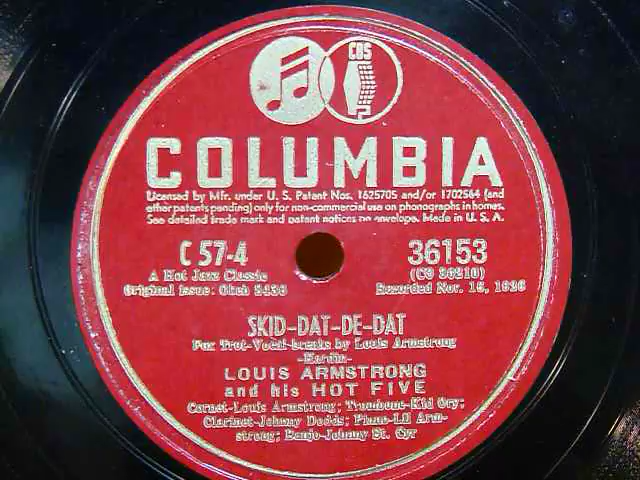 CBS
COLUMBIA
Licensed by Mfr. under U. S. Patent Nos. 1625705 and/or 1702564 (and
other patents pending) only for non-commercial use on phonographs in homes.
See detailed trade mark and patent notices on envelope. Made in U. S. A.
C 57-4 36153
A Hot Jazz Classic (CO 36210)
Original Issue: Okeh 8436 Recorded Nov. 16, 1926
SKID-DAT-DE-DAT
Fox Trot-Vocal breaks by Louis Armstrong
-Hardin-
LOUIS ARMSTRONG
and his HOT FIVE
Cornet-Louis Armstrong; Trombone-Kid Ory;
Clarinet-Johnny Dodds; Piano-Lil Arm-
strong; Banjo-Johnny St. Cyr